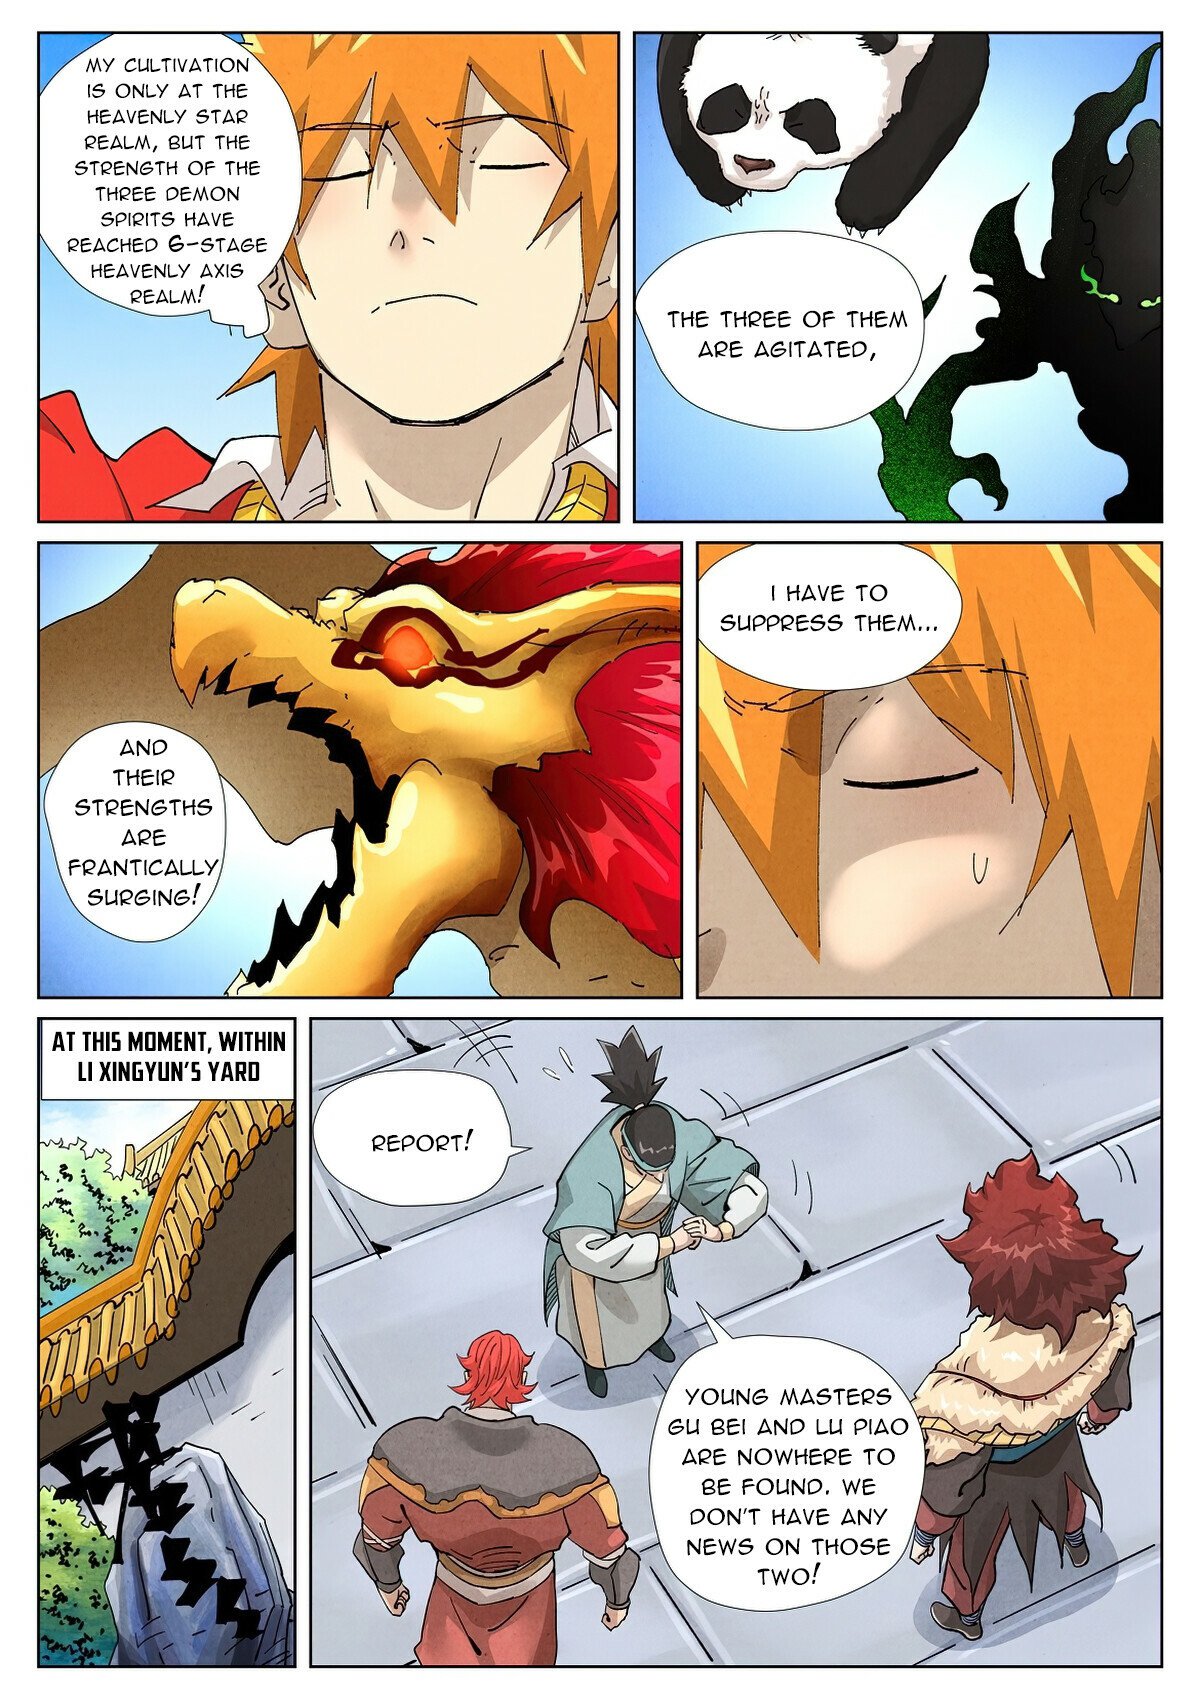 MY CULTIVATION
IS ONLY AT THE
HEAVENLY STAR
REALM, BUT THE
STRENGTH OF THE
THREE DEMON
SPIRITS HAVE
REACHED 6-STAGE
HEAVENLY AXIS
REALM!
THE THREE OF THEM
ARE AGITATED,
AND
THEIR
STRENGTHS
ARE
FRANTICALLY
SURGING!
I HAVE TO
SUPPRESS THEM...
AT THIS MOMENT, WITHIN
LI XINGYUN'S YARD
REPORT!
YOUNG MASTERS
GU BEI AND LU PIAO
ARE NOWHERE TO
BE FOUND. WE
DON'T HAVE ANY
NEWS ON THOSE
TWO!